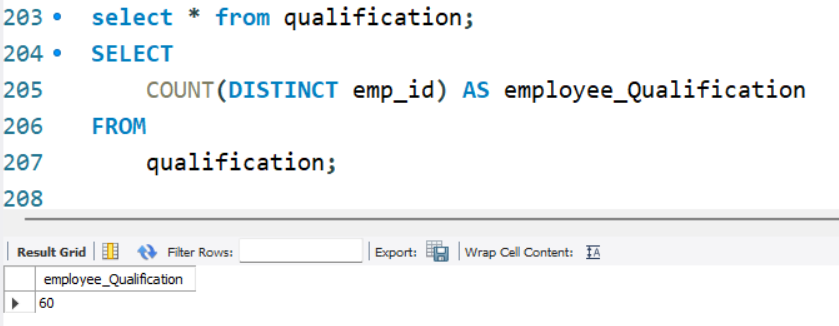 203 • select * from qualification;
204 • SELECT
205 COUNT(DISTINCT emp_id) AS employee_Qualification
206 FROM
207 qualification;
208
Result Grid Filter Rows: Export: Wrap Cell Content: IA
employee_Qualification
60